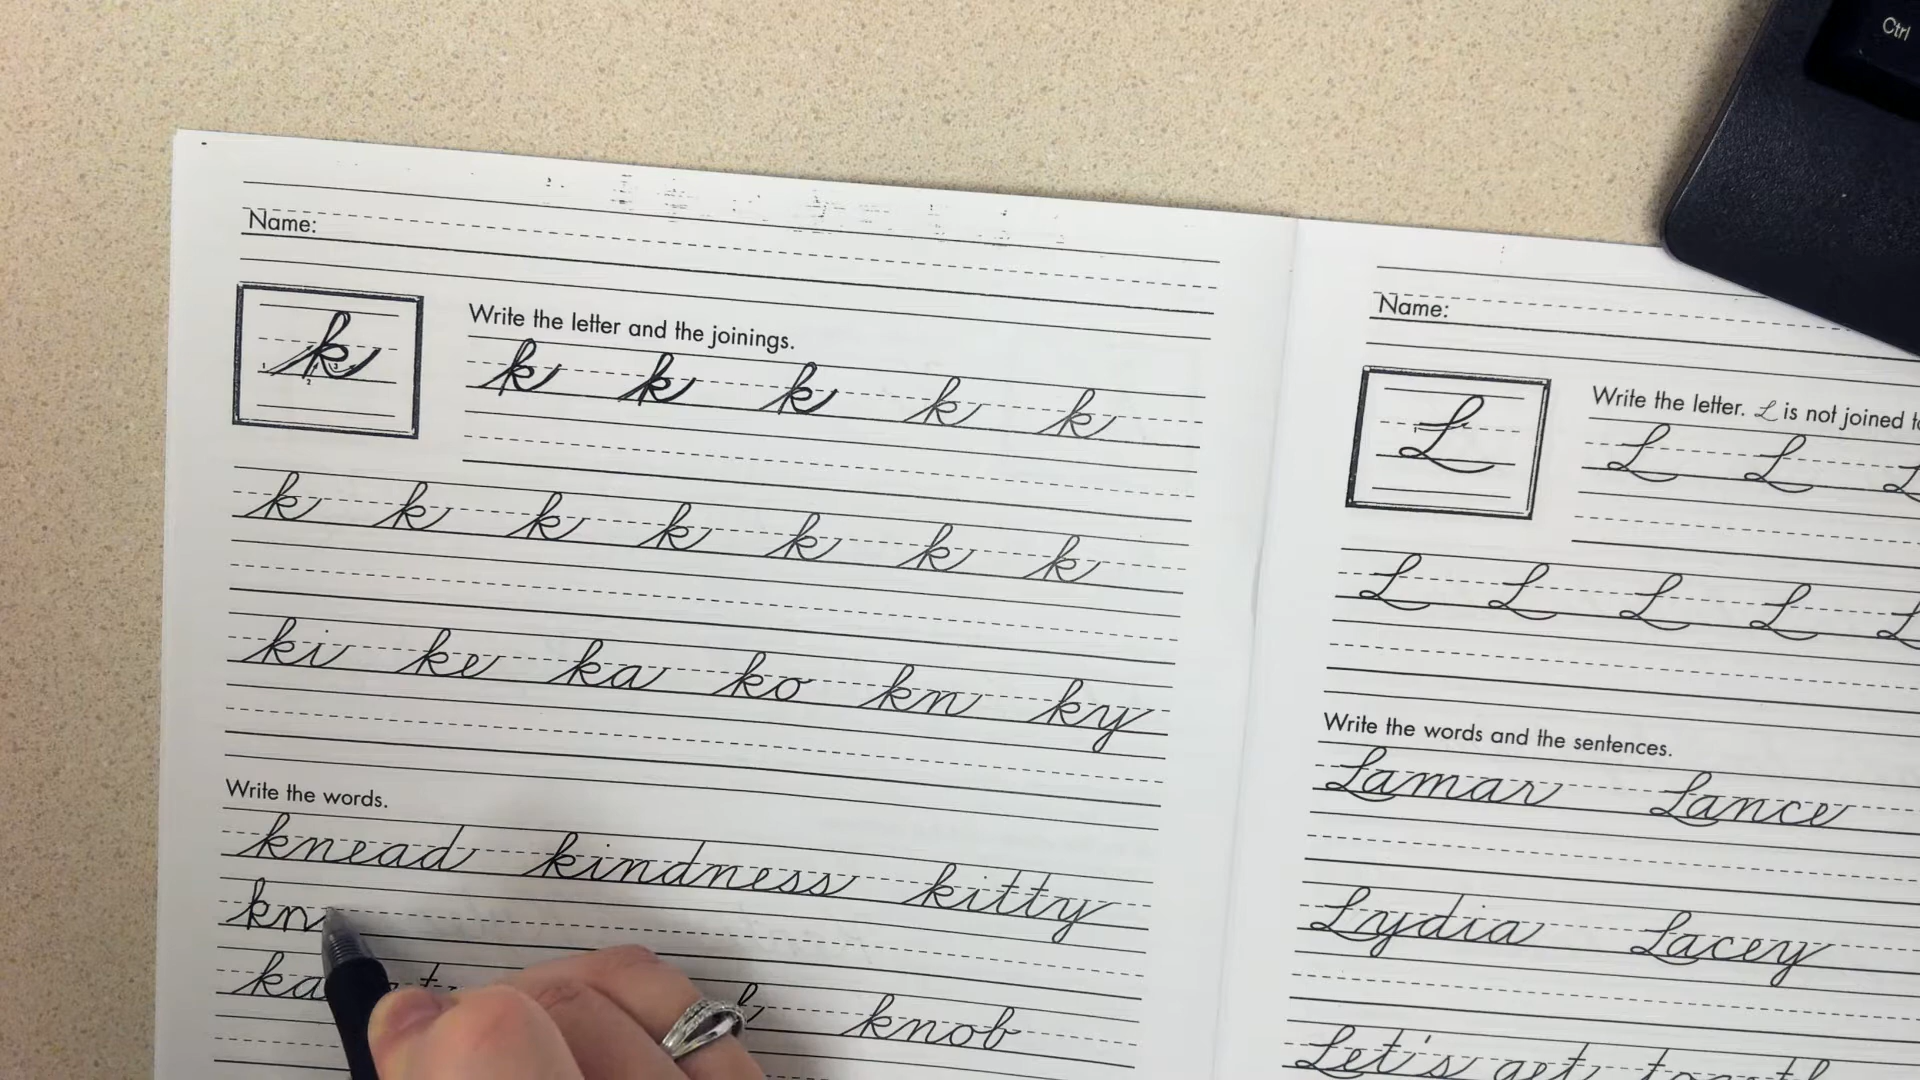 Ctrl
Name:
k
Write the letter and the joinings.
k k k k k
k k k k k k k
ki ke ka ko kn ky
Write the words.
knead kindness kitty
kn
knob
Name:
L
Write the letter. L is not joined
L L L
L L L L L
Write the words and the sentences.
Lamar Lance
Lydia Lacey
Let's get